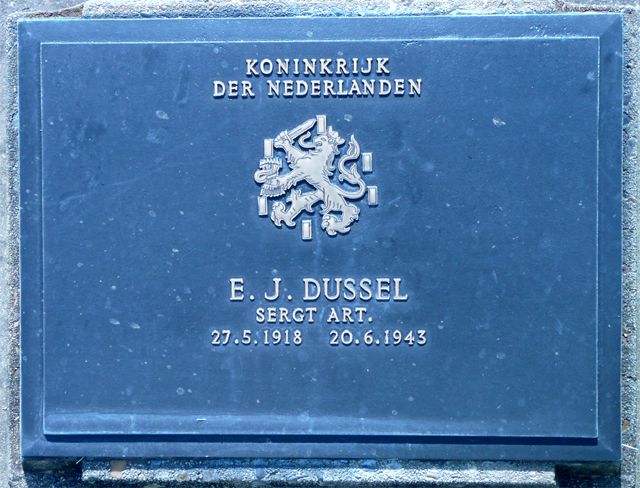 KONINKRIJK
DER NEDERLANDEN
E. J. DUSSEL
SERGT ART.
27.5.1918 20.6.1943